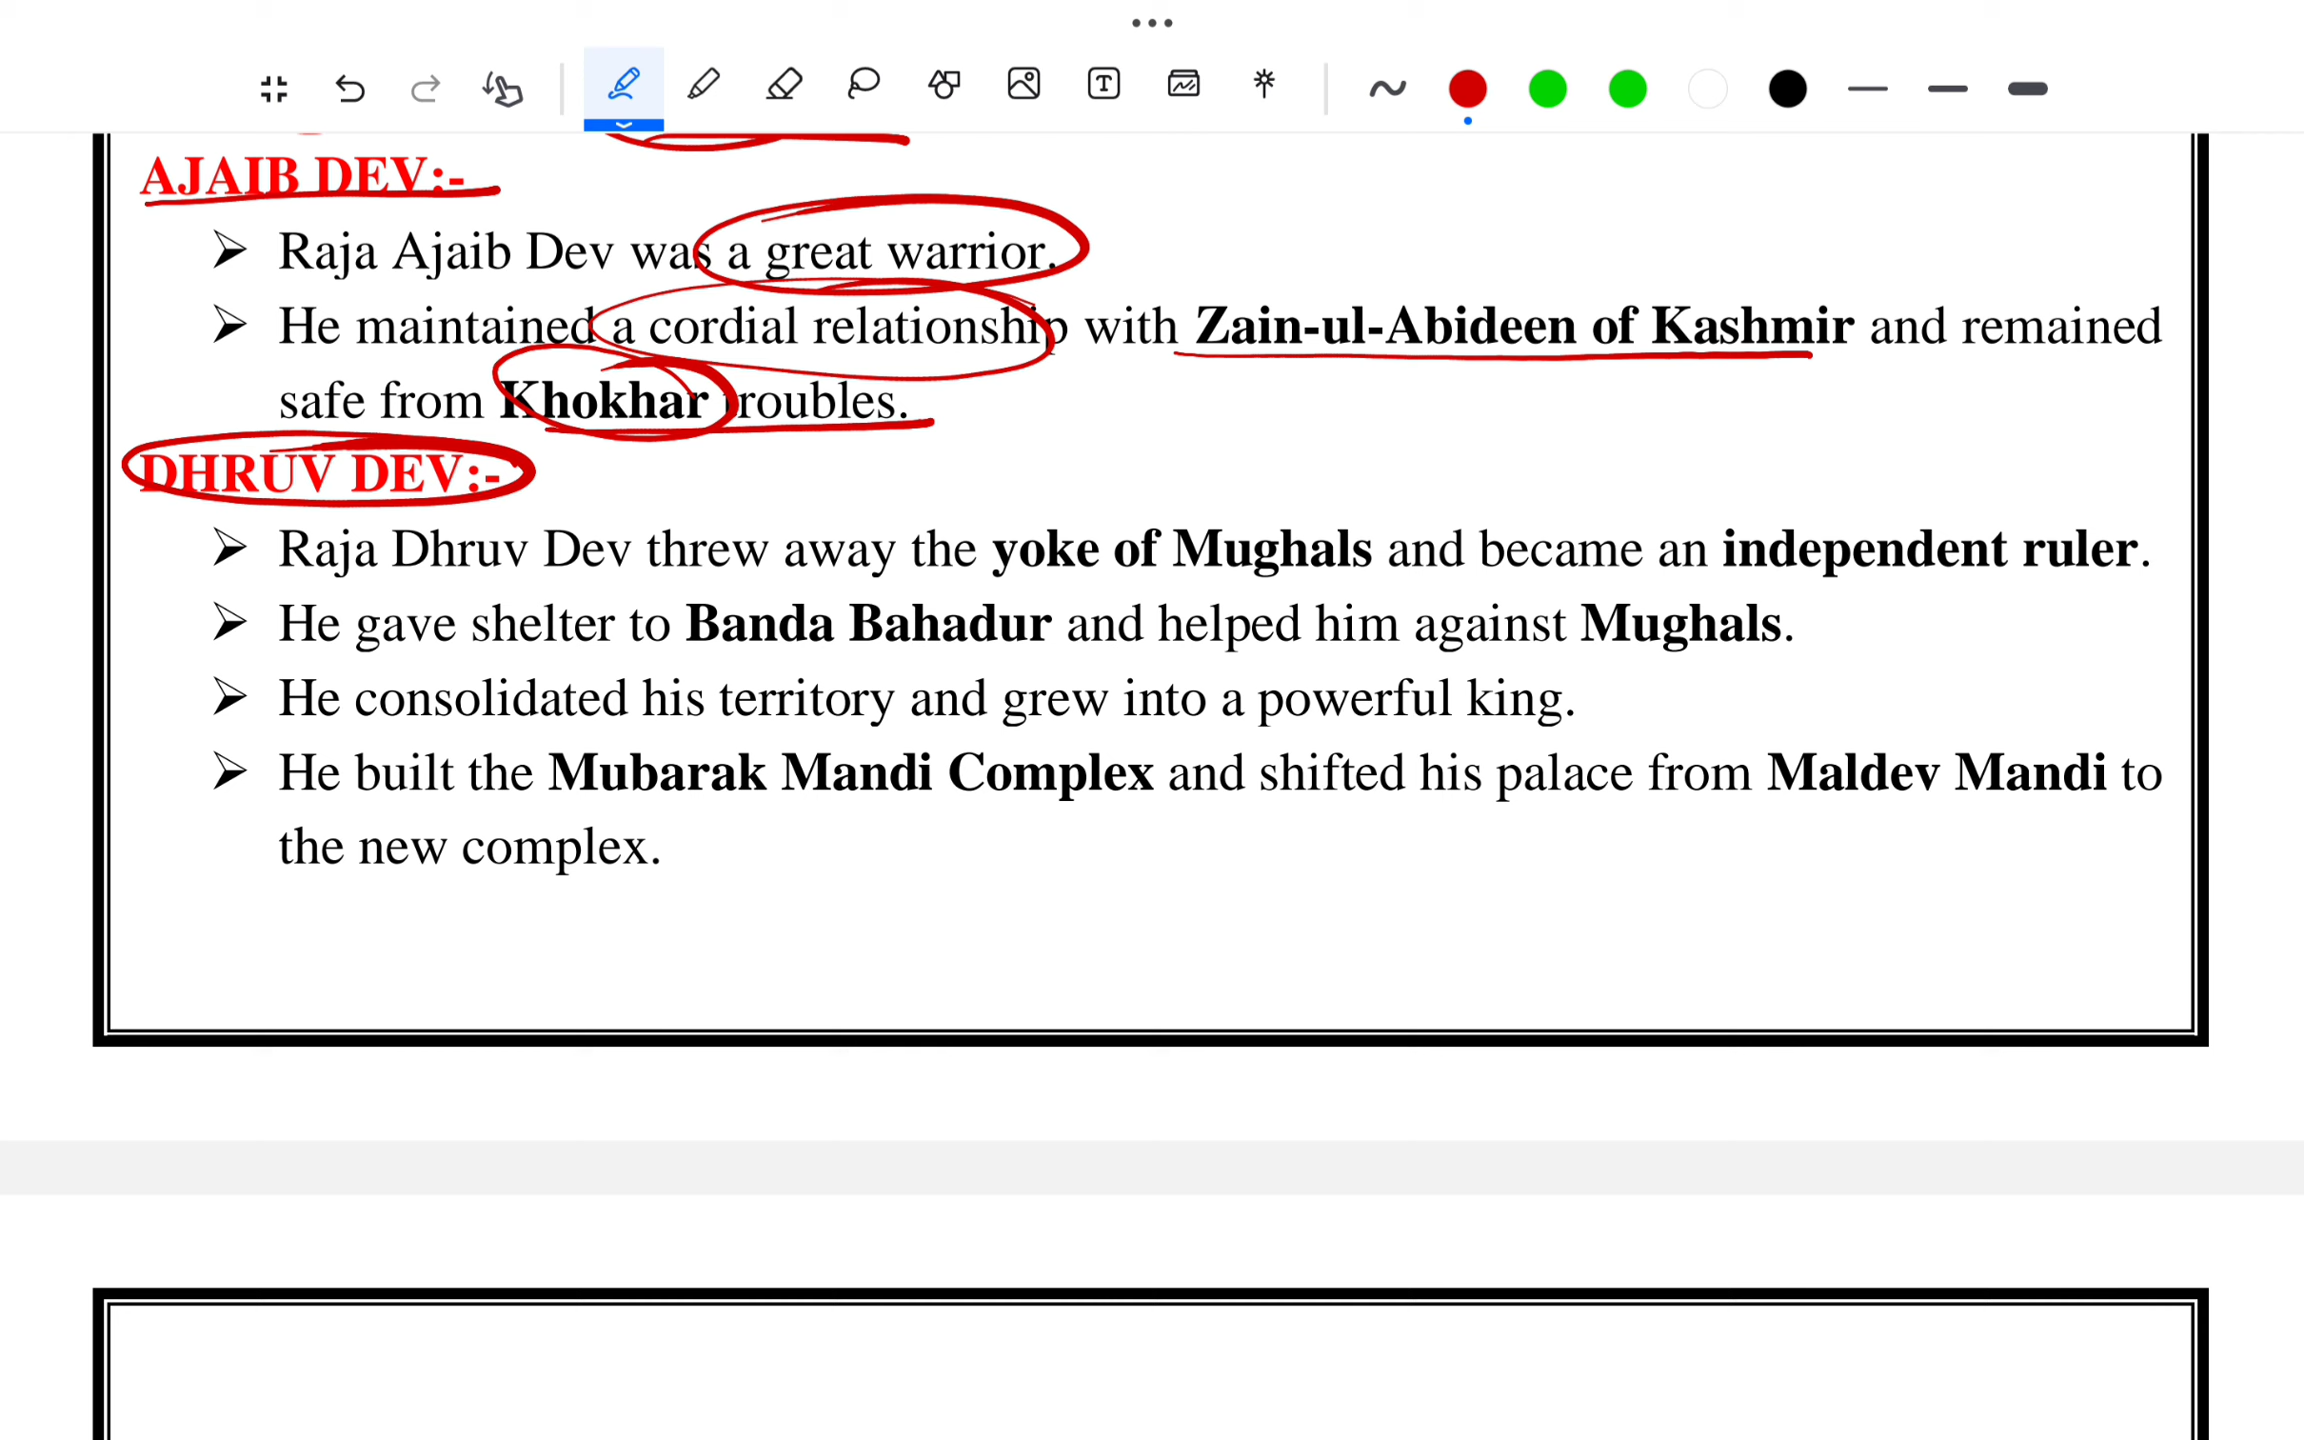 AJAIB DEV:-
➤ Raja Ajaib Dev was a great warrior.
➤ He maintained a cordial relationship with Zain-ul-Abideen of Kashmir and remained
safe from Khokhar troubles.
DHRUV DEV:-
➤ Raja Dhruv Dev threw away the yoke of Mughals and became an independent ruler.
➤ He gave shelter to Banda Bahadur and helped him against Mughals.
➤ He consolidated his territory and grew into a powerful king.
➤ He built the Mubarak Mandi Complex and shifted his palace from Maldev Mandi to
the new complex.